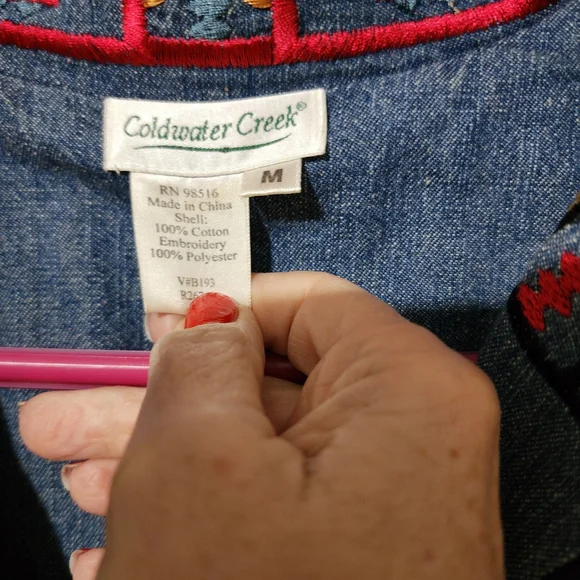 Coldwater Creek®
M
RN 98516
Made in China
Shell:
100% Cotton
Embroidery
100% Polyester
V#B193